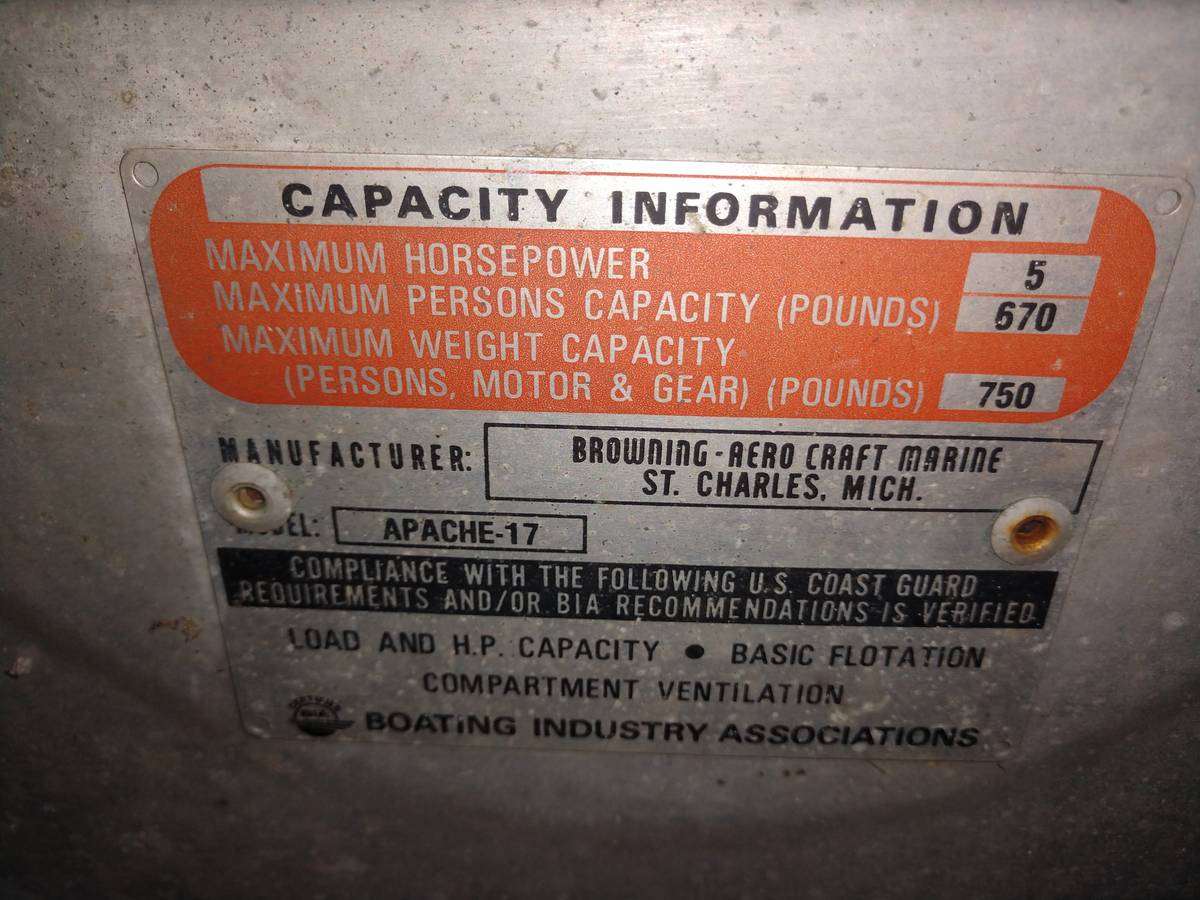 CAPACITY INFORMATION
MAXIMUM HORSEPOWER 5
MAXIMUM PERSONS CAPACITY (POUNDS) 670
MAXIMUM WEIGHT CAPACITY
(PERSONS, MOTOR & GEAR) (POUNDS) 750
MANUFACTURER: BROWNING-AERO CRAFT MARINE
ST. CHARLES, MICH.
APACHE-17
COMPLIANCE WITH THE FOLLOWING U.S. COAST GUARD
REQUIREMENTS AND/OR BIA RECOMMENDATIONS IS VERIFIED
LOAD AND H.P. CAPACITY • BASIC FLOTATION
COMPARTMENT VENTILATION
BOATING INDUSTRY ASSOCIATIONS